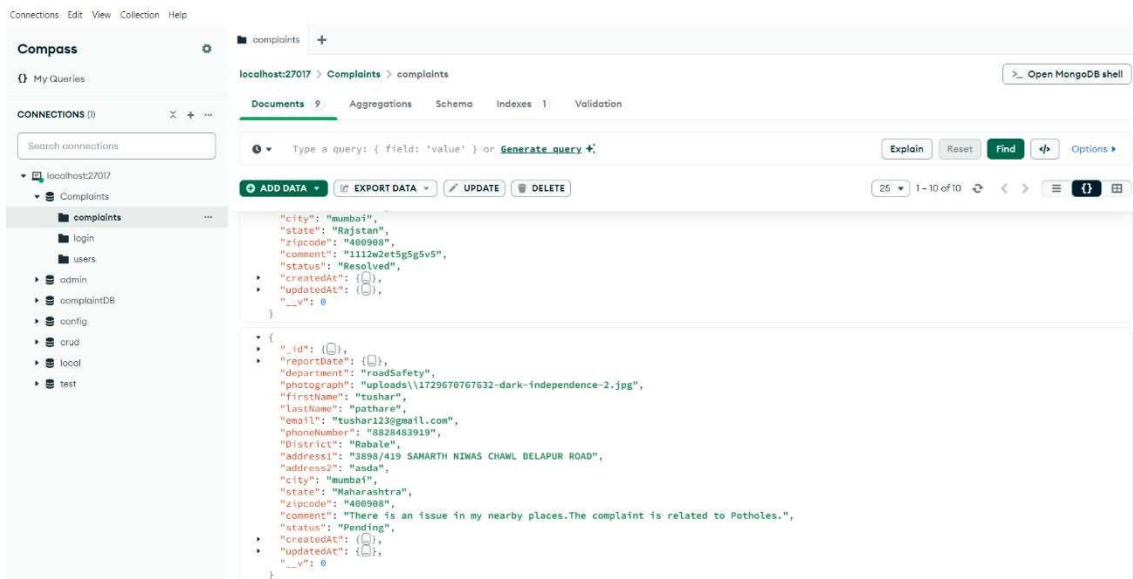 Connections Edit View Collection Help
Compass
{} My Queries
CONNECTIONS (1)
Search connections
localhost:27017
Complaints
complaints
login
users
admin
complaintDB
config
crud
local
test
complaints
localhost:27017 > Complaints > complaints
>_ Open MongoDB shell
Documents 9 Aggregations Schema Indexes 1 Validation
Type a query: { field: 'value' } or Generate query
Explain Reset Find </> Options
ADD DATA EXPORT DATA UPDATE DELETE
25 1 – 10 of 10
"city": "mumbai",
"state": "Rajstan",
"zipcode": "400908",
"comment": "1112w2et5g5g5v5",
"status": "Resolved",
"createdAt": {…},
"updatedAt": {…},
"__v": 0
}
{
"_id": {…},
"reportDate": {…},
"department": "roadSafety",
"photograph": "uploads\\1729670767632-dark-independence-2.jpg",
"firstName": "tushar",
"lastName": "pathare",
"email": "tushar123@gmail.com",
"phoneNumber": "8828483919",
"District": "Rabale",
"address1": "3898/419 SAMARTH NIWAS CHAWL BELAPUR ROAD",
"address2": "asda",
"city": "mumbai",
"state": "Maharashtra",
"zipcode": "400908",
"comment": "There is an issue in my nearby places.The complaint is related to Potholes.",
"status": "Pending",
"createdAt": {…},
"updatedAt": {…},
"__v": 0
}